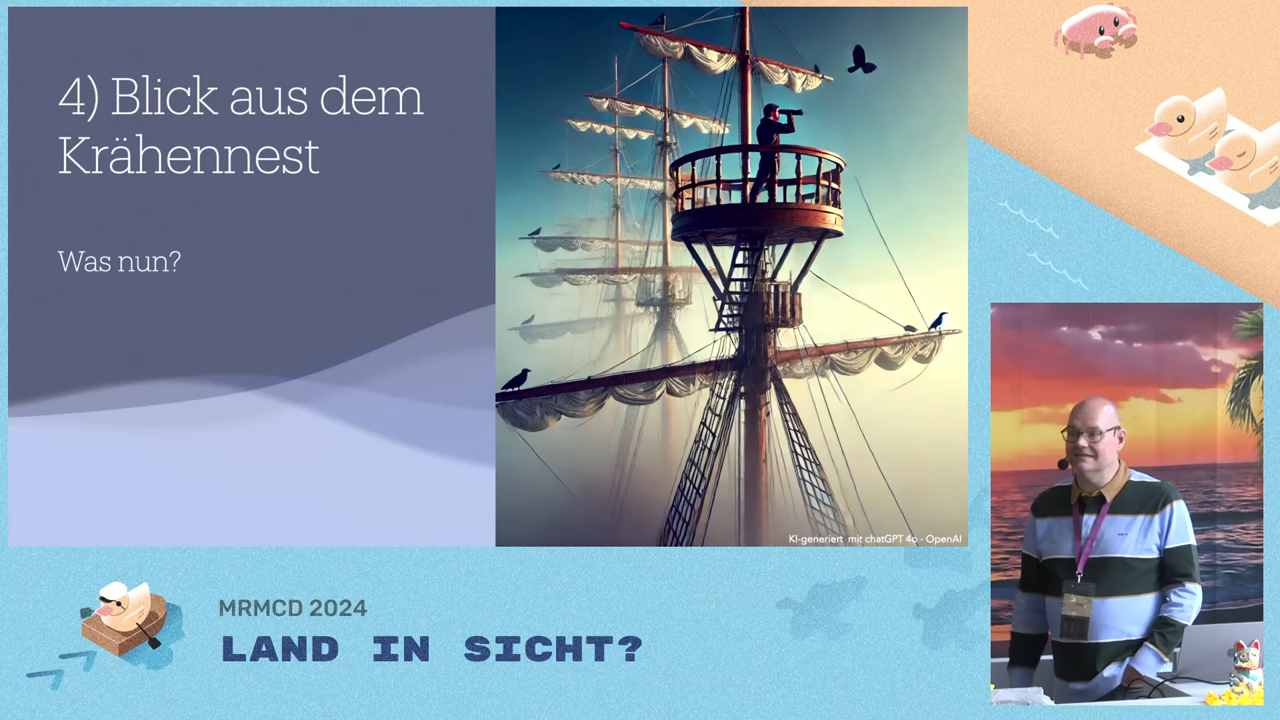 4) Blick aus dem
Krähennest
Was nun?
KI-generiert mit chatGPT 4o - OpenAI
MRMCD 2024
LAND IN SICHT?